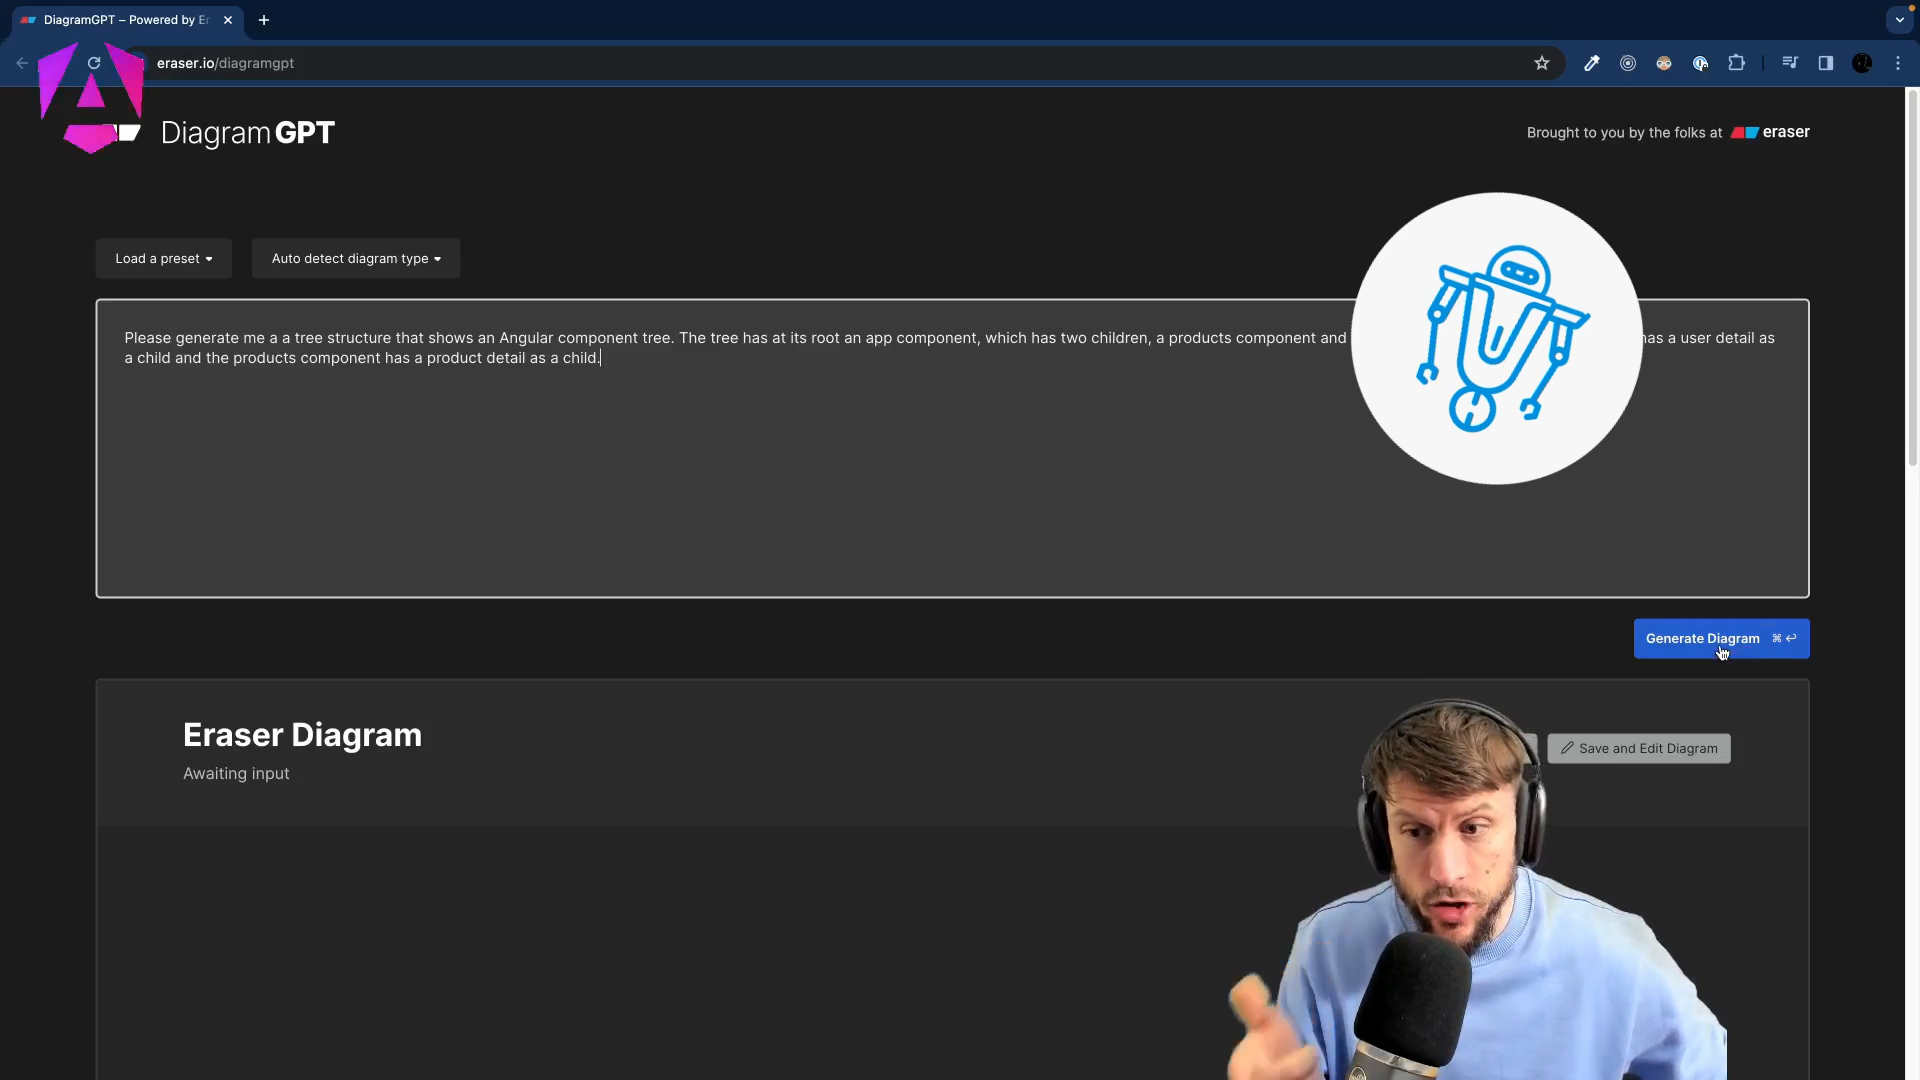 DiagramGPT – Powered by Er
eraser.io/diagramgpt
DiagramGPT
Brought to you by the folks at eraser
Load a preset
Auto detect diagram type
Please generate me a a tree structure that shows an Angular component tree. The tree has at its root an app component, which has two children, a products component and has a user detail as
a child and the products component has a product detail as a child.
Generate Diagram ⌘ ↩
Eraser Diagram
Save and Edit Diagram
Awaiting input